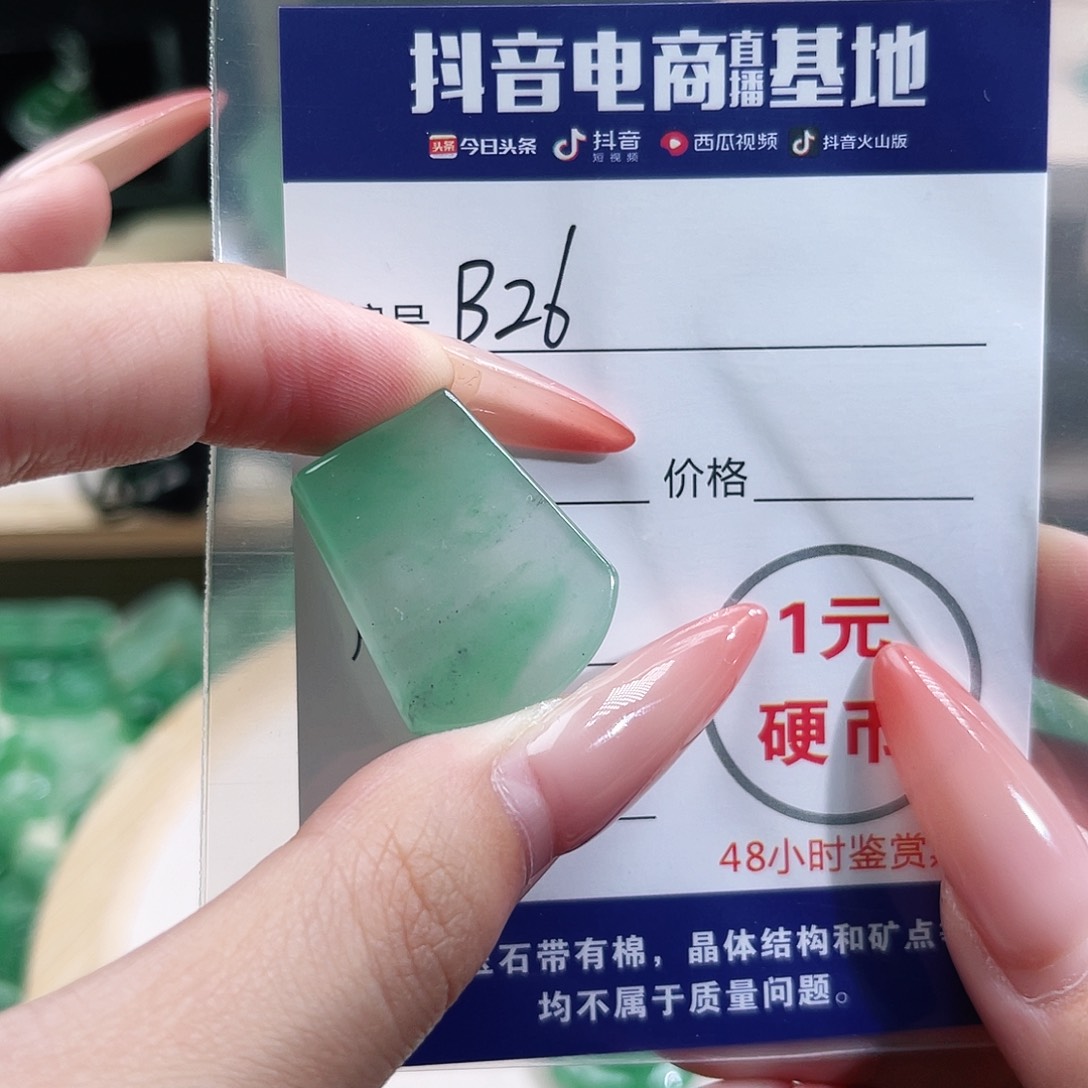 抖音电商直播基地
头条 今日头条 抖音短视频 西瓜视频 抖音火山版
B26
价格
1元
硬币
48小时鉴赏
石带有棉，晶体结构和矿点
均不属于质量问题。